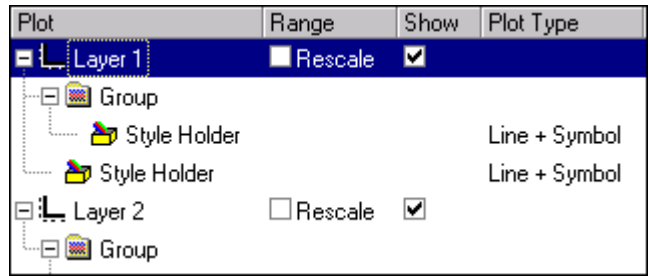 Plot Range Show Plot Type
Layer 1 Rescale
Group
Style Holder Line + Symbol
Style Holder Line + Symbol
Layer 2 Rescale
Group